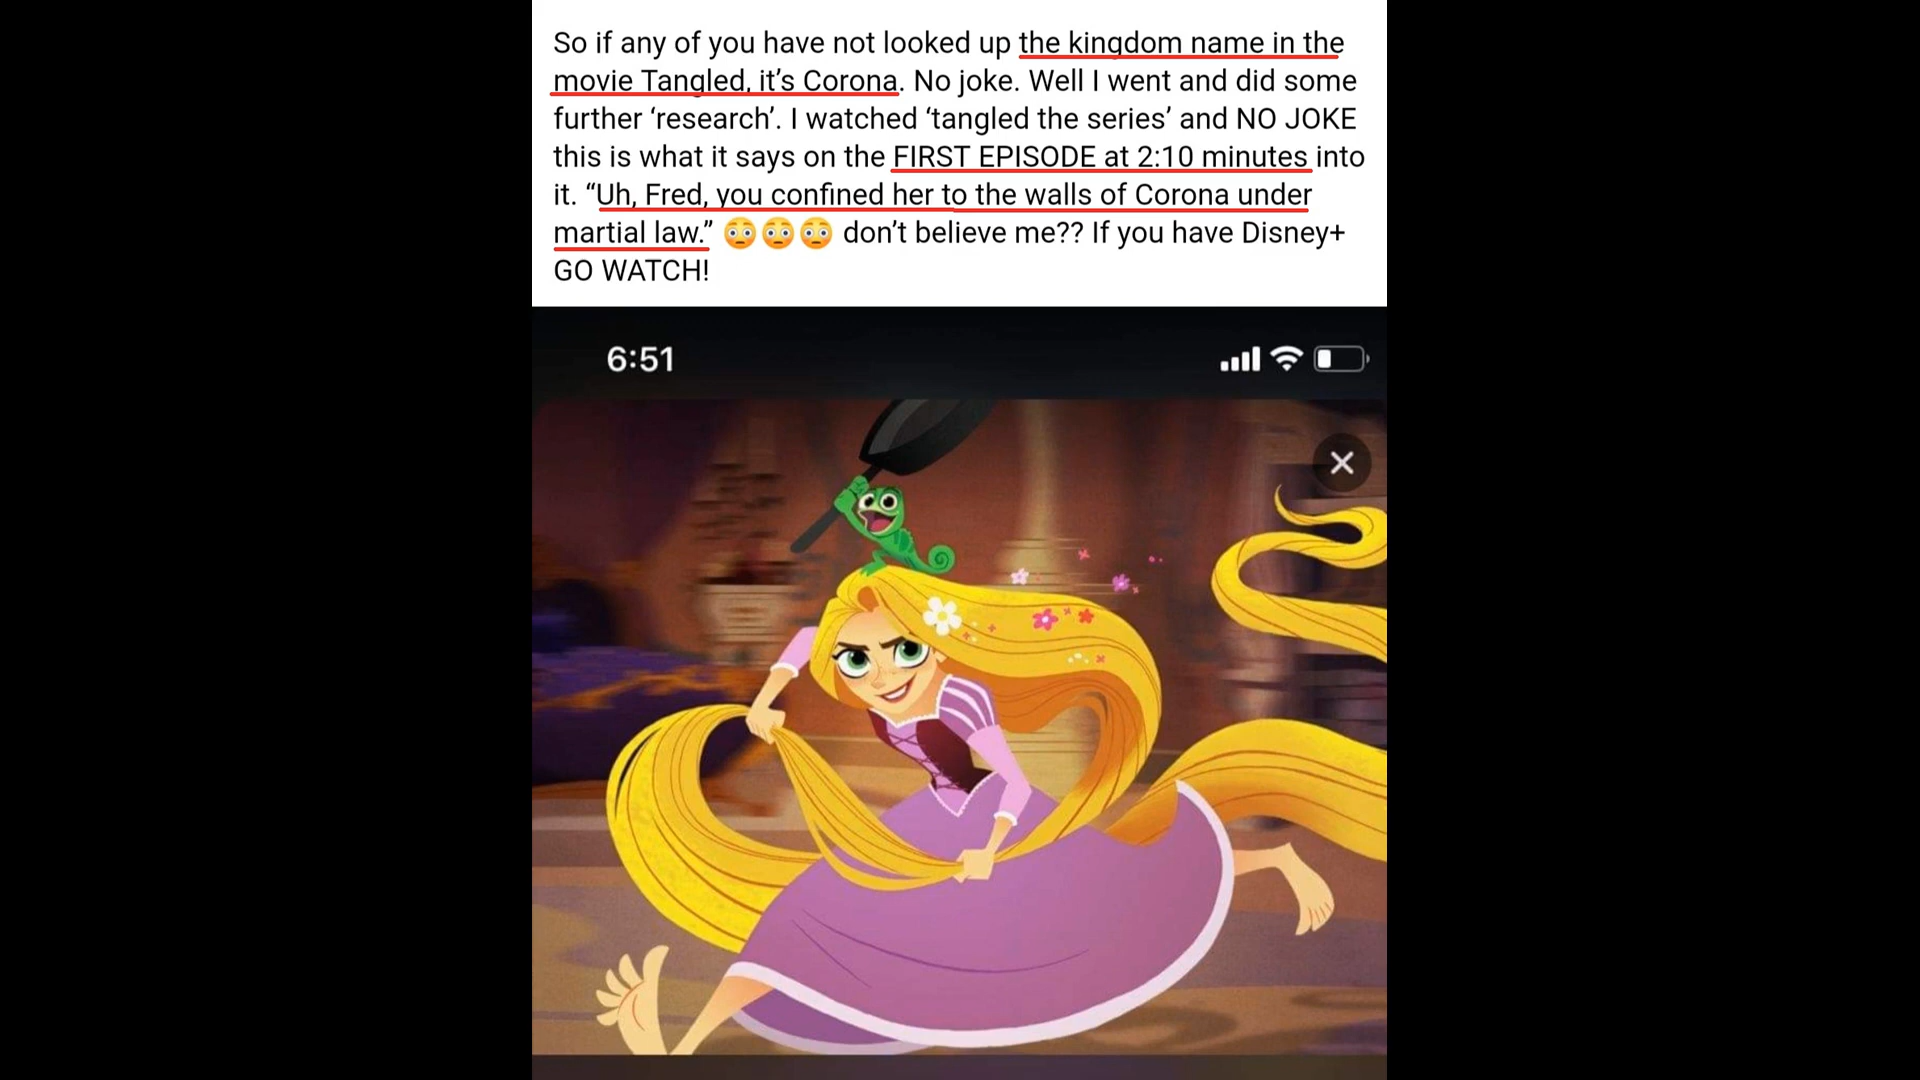 So if any of you have not looked up the kingdom name in the
movie Tangled, it’s Corona. No joke. Well I went and did some
further ‘research’. I watched ‘tangled the series’ and NO JOKE
this is what it says on the FIRST EPISODE at 2:10 minutes into
it. “Uh, Fred, you confined her to the walls of Corona under
martial law.” 😳😳😳 don’t believe me?? If you have Disney+
GO WATCH!
6:51